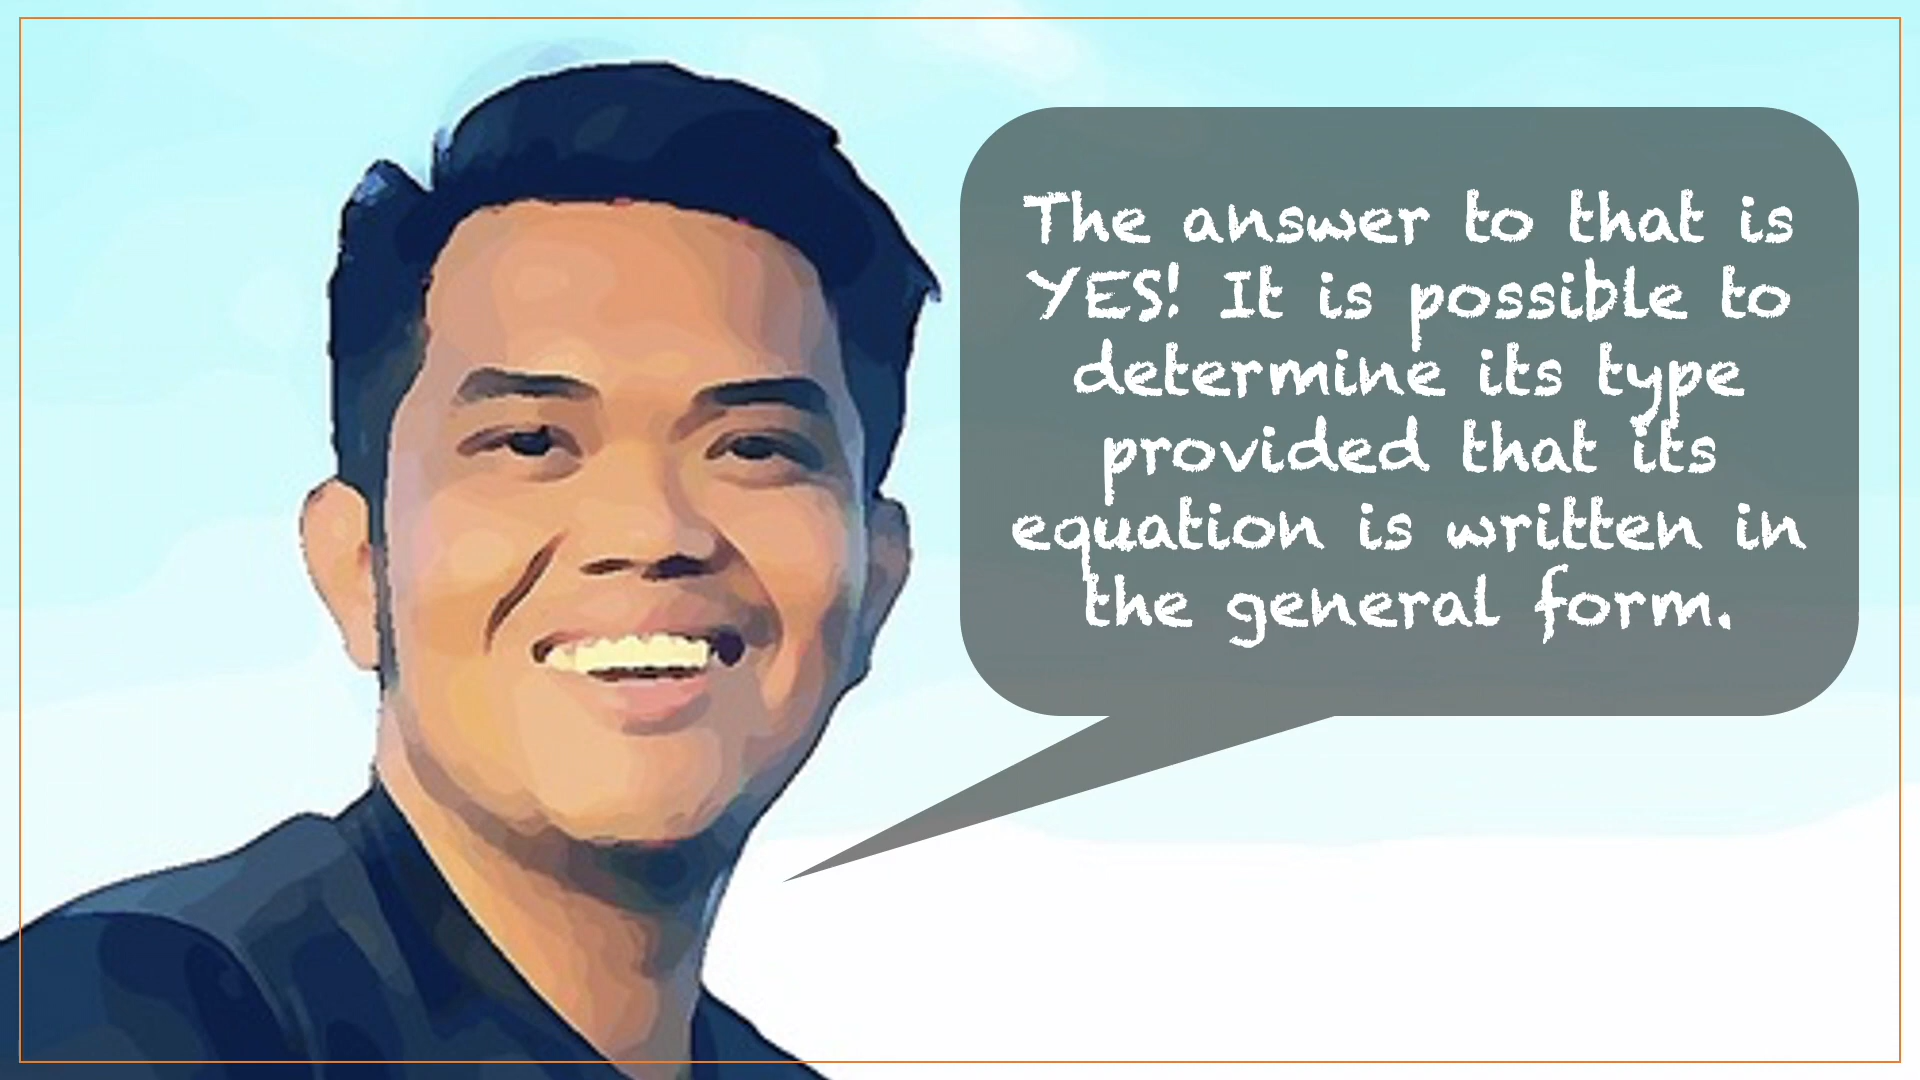 The answer to that is
YES! It is possible to
determine its type
provided that its
equation is written in
the general form.